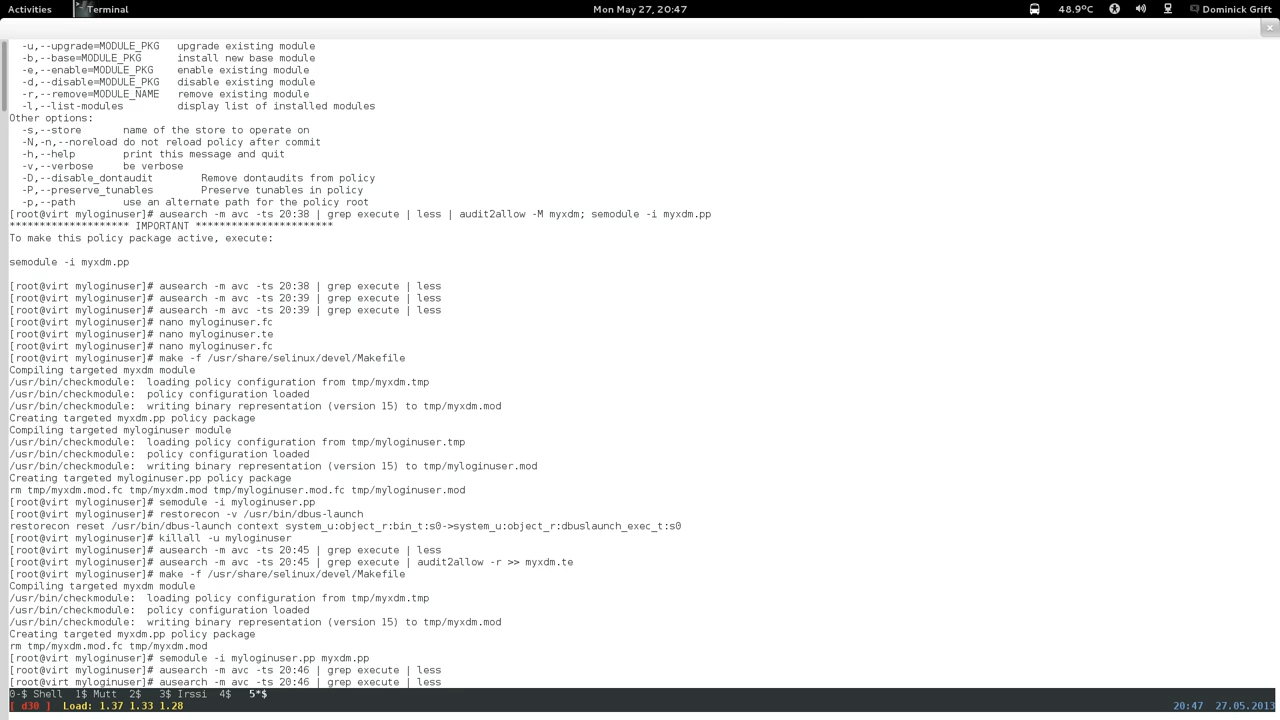 Activities Terminal Mon May 27, 20:47 48.9°C Dominick Grift
-u,--upgrade=MODULE_PKG upgrade existing module
-b,--base=MODULE_PKG install new base module
-e,--enable=MODULE_PKG enable existing module
-d,--disable=MODULE_PKG disable existing module
-r,--remove=MODULE_NAME remove existing module
-l,--list-modules display list of installed modules
Other options:
-s,--store name of the store to operate on
-N,-n,--noreload do not reload policy after commit
-h,--help print this message and quit
-v,--verbose be verbose
-D,--disable_dontaudit Remove dontaudits from policy
-P,--preserve_tunables Preserve tunables in policy
-p,--path use an alternate path for the policy root
[root@virt myloginuser]# ausearch -m avc -ts 20:38 | grep execute | less | audit2allow -M myxdm; semodule -i myxdm.pp
******************** IMPORTANT ***********************
To make this policy package active, execute:
semodule -i myxdm.pp
[root@virt myloginuser]# ausearch -m avc -ts 20:38 | grep execute | less
[root@virt myloginuser]# ausearch -m avc -ts 20:39 | grep execute | less
[root@virt myloginuser]# ausearch -m avc -ts 20:39 | grep execute | less
[root@virt myloginuser]# nano myloginuser.fc
[root@virt myloginuser]# nano myloginuser.te
[root@virt myloginuser]# nano myloginuser.fc
[root@virt myloginuser]# make -f /usr/share/selinux/devel/Makefile
Compiling targeted myxdm module
/usr/bin/checkmodule: loading policy configuration from tmp/myxdm.tmp
/usr/bin/checkmodule: policy configuration loaded
/usr/bin/checkmodule: writing binary representation (version 15) to tmp/myxdm.mod
Creating targeted myxdm.pp policy package
Compiling targeted myloginuser module
/usr/bin/checkmodule: loading policy configuration from tmp/myloginuser.tmp
/usr/bin/checkmodule: policy configuration loaded
/usr/bin/checkmodule: writing binary representation (version 15) to tmp/myloginuser.mod
Creating targeted myloginuser.pp policy package
rm tmp/myxdm.mod.fc tmp/myxdm.mod tmp/myloginuser.mod.fc tmp/myloginuser.mod
[root@virt myloginuser]# semodule -i myloginuser.pp
[root@virt myloginuser]# restorecon -v /usr/bin/dbus-launch
restorecon reset /usr/bin/dbus-launch context system_u:object_r:bin_t:s0->system_u:object_r:dbuslaunch_exec_t:s0
[root@virt myloginuser]# killall -u myloginuser
[root@virt myloginuser]# ausearch -m avc -ts 20:45 | grep execute | less
[root@virt myloginuser]# ausearch -m avc -ts 20:45 | grep execute | audit2allow -r >> myxdm.te
[root@virt myloginuser]# make -f /usr/share/selinux/devel/Makefile
Compiling targeted myxdm module
/usr/bin/checkmodule: loading policy configuration from tmp/myxdm.tmp
/usr/bin/checkmodule: policy configuration loaded
/usr/bin/checkmodule: writing binary representation (version 15) to tmp/myxdm.mod
Creating targeted myxdm.pp policy package
rm tmp/myxdm.mod.fc tmp/myxdm.mod
[root@virt myloginuser]# semodule -i myloginuser.pp myxdm.pp
[root@virt myloginuser]# ausearch -m avc -ts 20:46 | grep execute | less
[root@virt myloginuser]# ausearch -m avc -ts 20:46 | grep execute | less
0-$ Shell 1$ Mutt 2$ 3$ Irssi 4$ 5*$
[ d30 ] Load: 1.37 1.33 1.28 20:47 27.05.2013